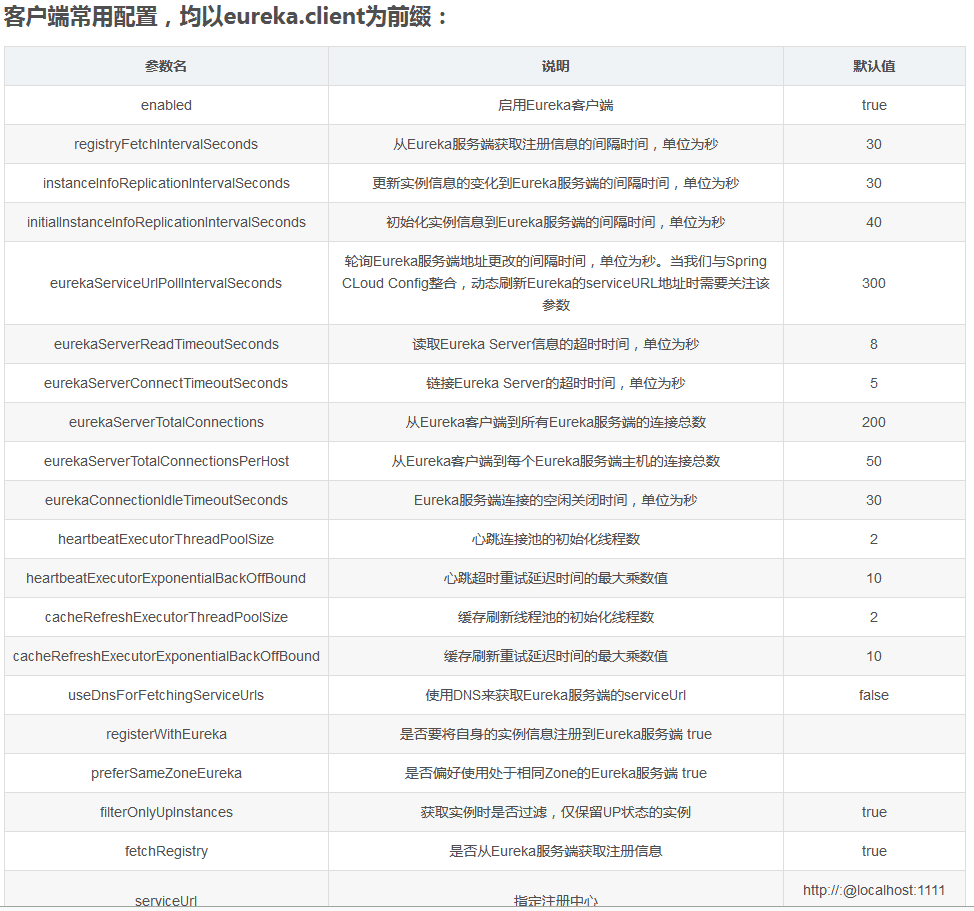 客户端常用配置，均以eureka.client为前缀：
参数名 说明 默认值
enabled 启用Eureka客户端 true
registryFetchIntervalSeconds 从Eureka服务端获取注册信息的间隔时间，单位为秒 30
instanceInfoReplicationIntervalSeconds 更新实例信息的变化到Eureka服务端的间隔时间，单位为秒 30
initialInstanceInfoReplicationIntervalSeconds 初始化实例信息到Eureka服务端的间隔时间，单位为秒 40
轮询Eureka服务端地址更改的间隔时间，单位为秒。当我们与Spring
eurekaServiceUrlPollIntervalSeconds CLoud Config整合，动态刷新Eureka的serviceURL地址时需要关注该 300
参数
eurekaServerReadTimeoutSeconds 读取Eureka Server信息的超时时间，单位为秒 8
eurekaServerConnectTimeoutSeconds 链接Eureka Server的超时时间，单位为秒 5
eurekaServerTotalConnections 从Eureka客户端到所有Eureka服务端的连接总数 200
eurekaServerTotalConnectionsPerHost 从Eureka客户端到每个Eureka服务端主机的连接总数 50
eurekaConnectionIdleTimeoutSeconds Eureka服务端连接的空闲关闭时间，单位为秒 30
heartbeatExecutorThreadPoolSize 心跳连接池的初始化线程数 2
heartbeatExecutorExponentialBackOffBound 心跳超时重试延迟时间的最大乘数值 10
cacheRefreshExecutorThreadPoolSize 缓存刷新线程池的初始化线程数 2
cacheRefreshExecutorExponentialBackOffBound 缓存刷新重试延迟时间的最大乘数值 10
useDnsForFetchingServiceUrls 使用DNS来获取Eureka服务端的serviceUrl false
registerWithEureka 是否要将自身的实例信息注册到Eureka服务端 true
preferSameZoneEureka 是否偏好使用处于相同Zone的Eureka服务端 true
filterOnlyUpInstances 获取实例时是否过滤，仅保留UP状态的实例 true
fetchRegistry 是否从Eureka服务端获取注册信息 true
http://:@localhost:1111
serviceUrl 指定注册中心